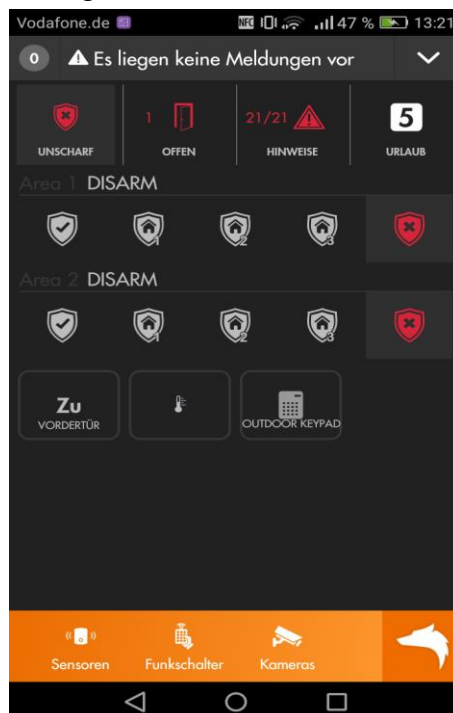 Vodafone.de NFC 47 % 13:21
0 Es liegen keine Meldungen vor
1 21/21 5
UNSCHARF OFFEN HINWEISE URLAUB
Area 1 DISARM
1 2 3
Area 2 DISARM
1 2 3
Zu
VORDERTÜR OUTDOOR KEYPAD
Sensoren Funkschalter Kameras